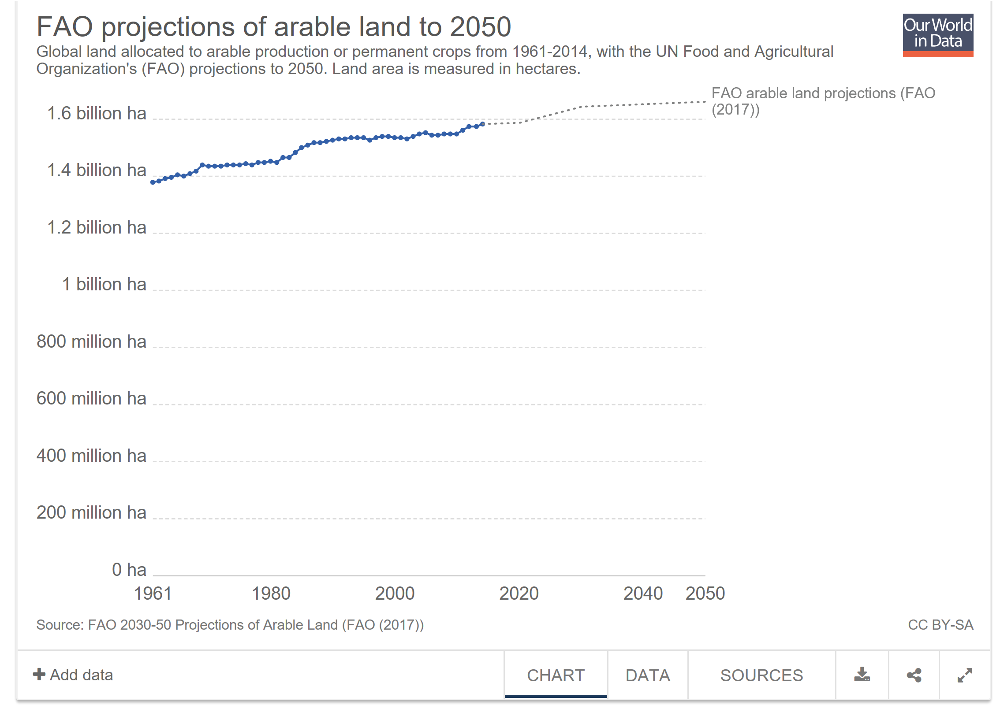 FAO projections of arable land to 2050
Our World
in Data
Global land allocated to arable production or permanent crops from 1961-2014, with the UN Food and Agricultural
Organization's (FAO) projections to 2050. Land area is measured in hectares.
FAO arable land projections (FAO
(2017))
1.6 billion ha
1.4 billion ha
1.2 billion ha
1 billion ha
800 million ha
600 million ha
400 million ha
200 million ha
0 ha
1961 1980 2000 2020 2040 2050
Source: FAO 2030-50 Projections of Arable Land (FAO (2017))
CC BY-SA
Add data
CHART
DATA
SOURCES